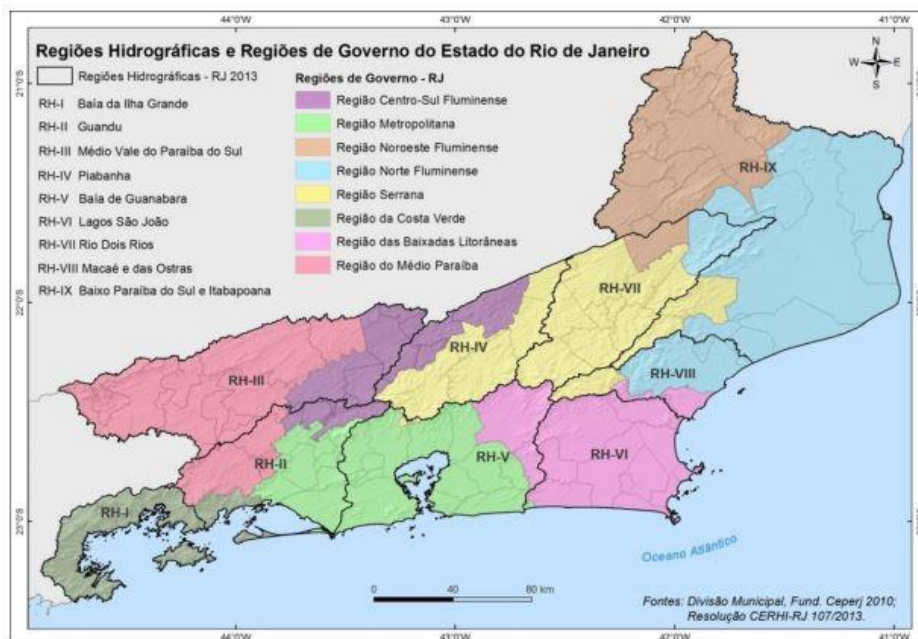 44°0'W 43°0'W 42°0'W 41°0'W
Regiões Hidrográficas e Regiões de Governo do Estado do Rio de Janeiro
Regiões Hidrográficas - RJ 2013
RH-I Baía da Ilha Grande
RH-II Guandu
RH-III Médio Vale do Paraíba do Sul
RH-IV Piabanha
RH-V Baía de Guanabara
RH-VI Lagos São João
RH-VII Rio Dois Rios
RH-VIII Macaé e das Ostras
RH-IX Baixo Paraíba do Sul e Itabapoana
Regiões de Governo - RJ
Região Centro-Sul Fluminense
Região Metropolitana
Região Noroeste Fluminense
Região Norte Fluminense
Região Serrana
Região da Costa Verde
Região das Baixadas Litorâneas
Região do Médio Paraíba
N
W E
S
21°0'S
22°0'S
23°0'S
RH-IX
RH-VII
RH-IV
RH-VIII
RH-III
RH-II
RH-V
RH-VI
RH-I
Oceano Atlântico
0 40 80 km
Fontes: Divisão Municipal, Fund. Ceperj 2010;
Resolução CERHI-RJ 107/2013.
44°0'W 43°0'W 42°0'W 41°0'W